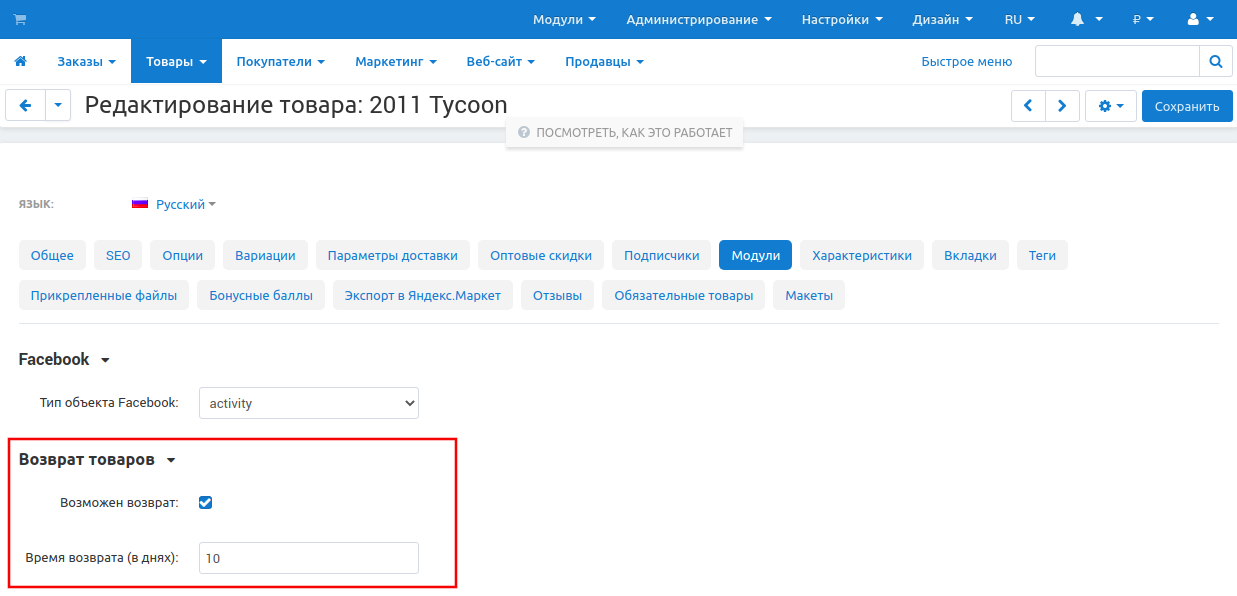 Модули Администрирование Настройки Дизайн RU ₽
Заказы Товары Покупатели Маркетинг Веб-сайт Продавцы Быстрое меню
Редактирование товара: 2011 Tycoon Сохранить
ПОСМОТРЕТЬ, КАК ЭТО РАБОТАЕТ
ЯЗЫК: Русский
Общее SEO Опции Вариации Параметры доставки Оптовые скидки Подписчики Модули Характеристики Вкладки Теги
Прикрепленные файлы Бонусные баллы Экспорт в Яндекс.Маркет Отзывы Обязательные товары Макеты
Facebook
Тип объекта Facebook: activity
Возврат товаров
Возможен возврат:
Время возврата (в днях): 10